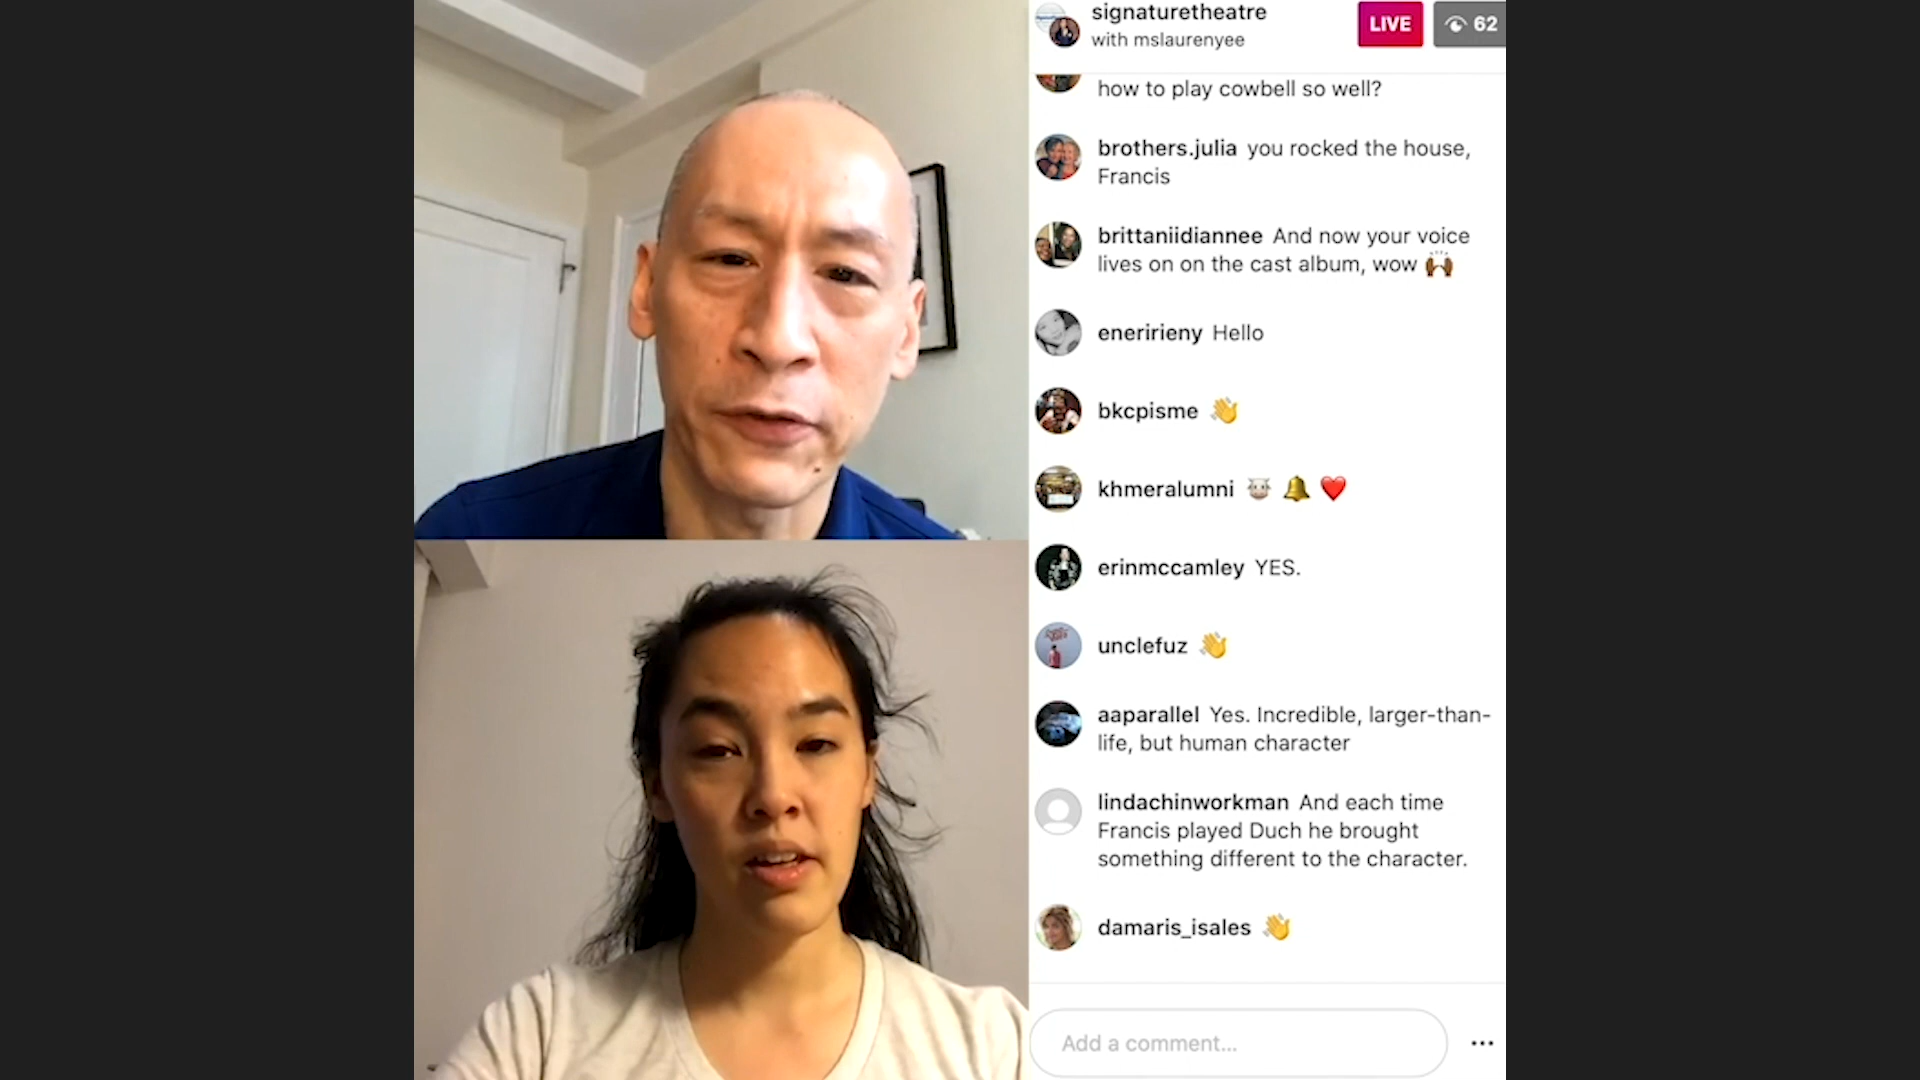 signaturetheatre
with mslaurenyee
LIVE
62
how to play cowbell so well?
brothers.julia you rocked the house,
Francis
brittaniidiannee And now your voice
lives on on the cast album, wow 🙌🏾
eneririeny Hello
bkcpisme 👋
khmeralumni 🐮 🔔 ❤️
erinmccamley YES.
unclefuz 👋
aaparallel Yes. Incredible, larger-than-
life, but human character
lindachinworkman And each time
Francis played Duch he brought
something different to the character.
damaris_isales 👋
Add a comment...